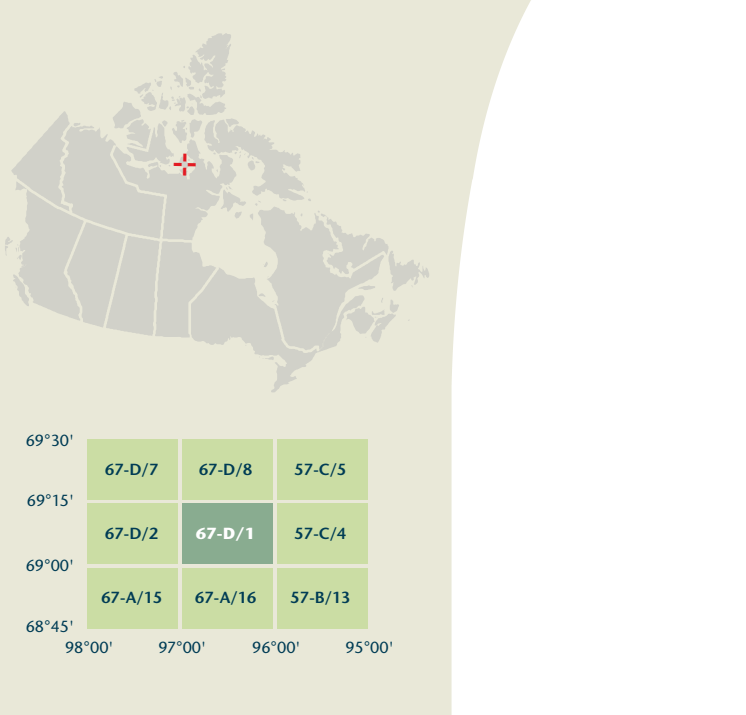 69°30'
67-D/7 67-D/8 57-C/5
69°15'
67-D/2 67-D/1 57-C/4
69°00'
67-A/15 67-A/16 57-B/13
68°45'
98°00' 97°00' 96°00' 95°00'